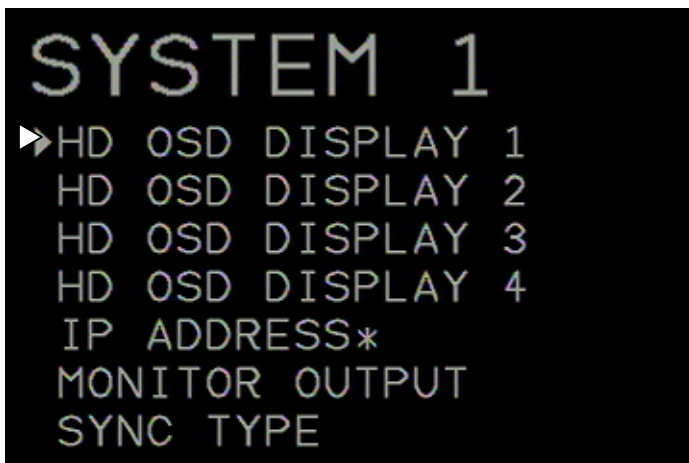 SYSTEM 1
HD OSD DISPLAY 1
HD OSD DISPLAY 2
HD OSD DISPLAY 3
HD OSD DISPLAY 4
IP ADDRESS*
MONITOR OUTPUT
SYNC TYPE